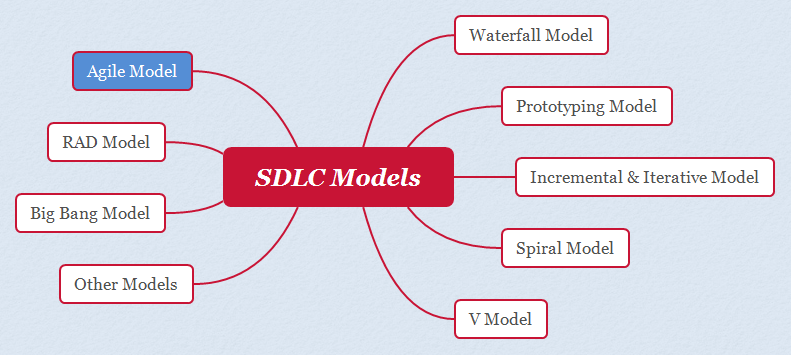 SDLC Models
Waterfall Model
Prototyping Model
Incremental & Iterative Model
Spiral Model
V Model
Agile Model
RAD Model
Big Bang Model
Other Models